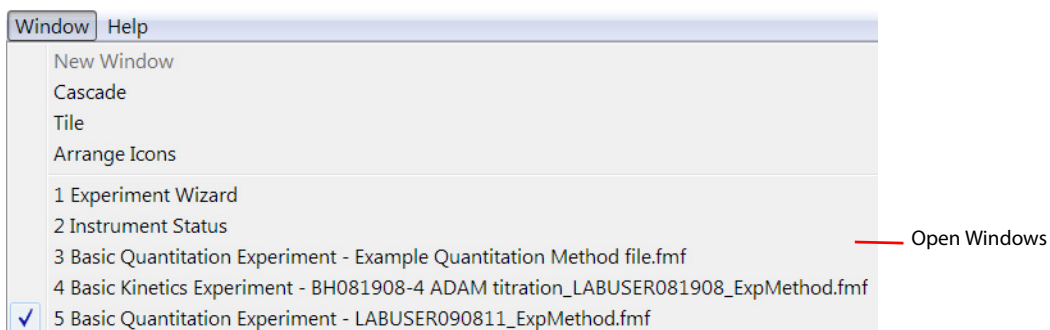 Window Help
New Window
Cascade
Tile
Arrange Icons
1 Experiment Wizard
2 Instrument Status
3 Basic Quantitation Experiment - Example Quantitation Method file.fmf
Open Windows
4 Basic Kinetics Experiment - BH081908-4 ADAM titration_LABUSER081908_ExpMethod.fmf
5 Basic Quantitation Experiment - LABUSER090811_ExpMethod.fmf